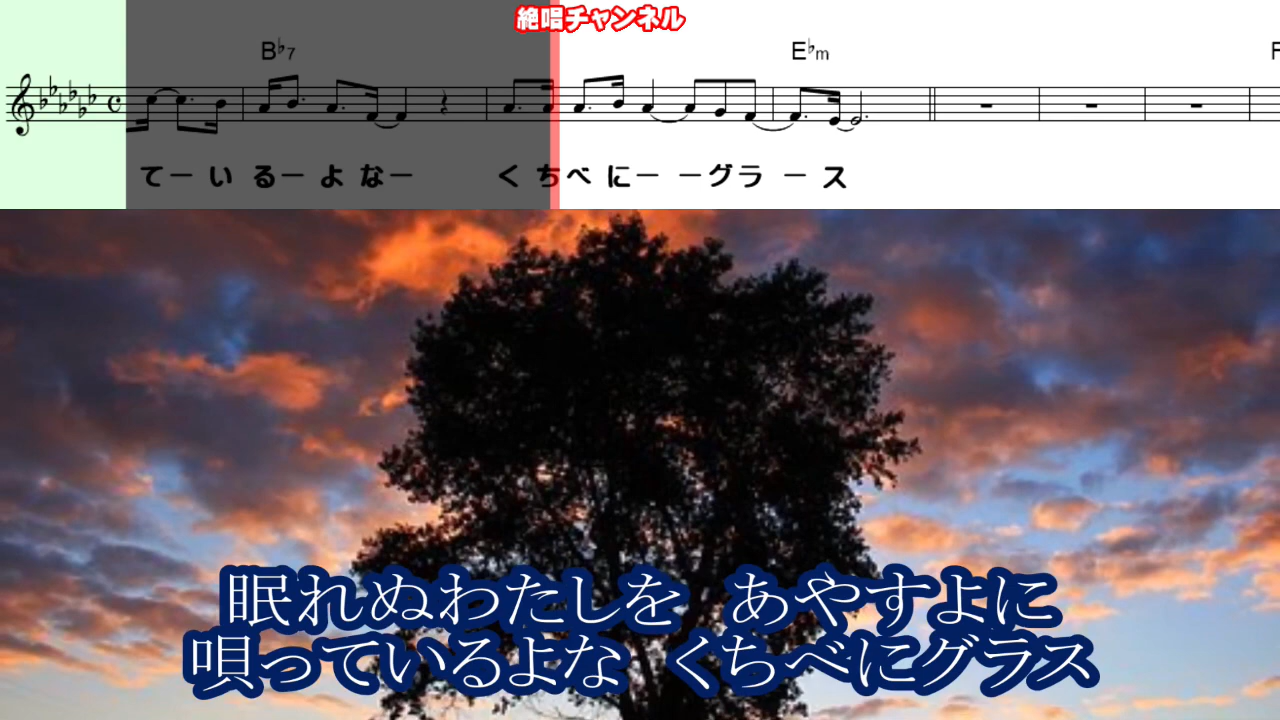 絶唱チャンネル
B♭7 E♭m F
てー い るー よ なー く ちべ にー ーグラ ー ス
眠れぬわたしを あやすよに
唄っているよな くちべにグラス